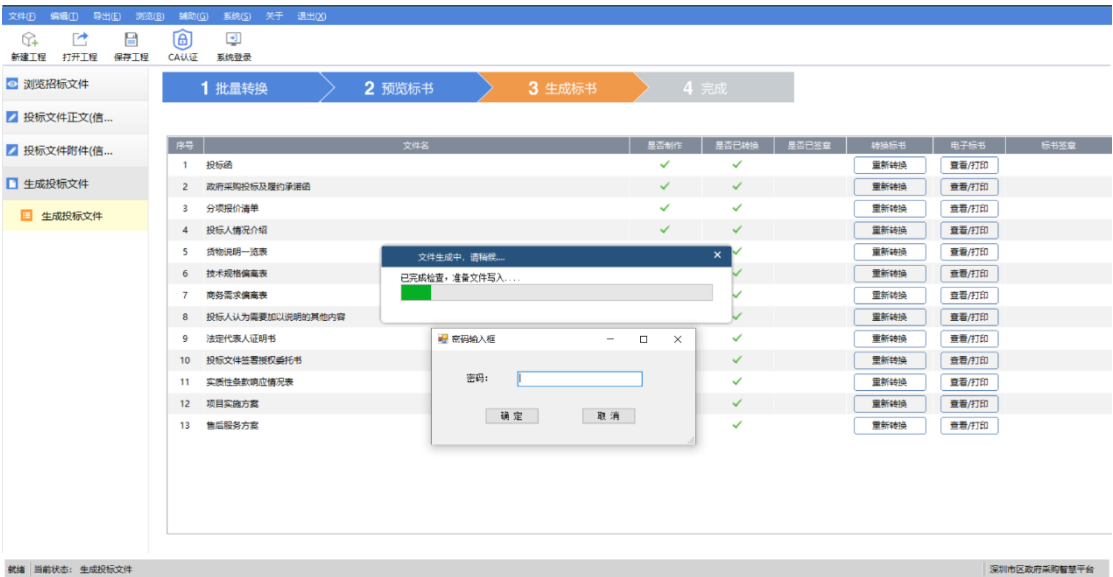 文件(F) 编辑(I) 导出(E) 浏览(B) 辅助(G) 系统(S) 关于 退出(X)
新建工程 打开工程 保存工程 CA认证 系统登录
浏览招标文件
投标文件正文(信...
投标文件附件(信...
生成投标文件
生成投标文件
1 批量转换 2 预览标书 3 生成标书 4 完成
序号 文件名 是否制作 是否已转换 是否已签章 转换标书 电子标书 标书签章
1 投标函 重新转换 查看/打印
2 政府采购投标及履约承诺函 重新转换 查看/打印
3 分项报价清单 重新转换 查看/打印
4 投标人情况介绍 重新转换 查看/打印
5 货物说明一览表 重新转换 查看/打印
6 技术规格偏离表 重新转换 查看/打印
7 商务需求偏离表 重新转换 查看/打印
8 投标人认为需要加以说明的其他内容 重新转换 查看/打印
9 法定代表人证明书 重新转换 查看/打印
10 投标文件签署授权委托书 重新转换 查看/打印
11 实质性条款响应情况表 重新转换 查看/打印
12 项目实施方案 重新转换 查看/打印
13 售后服务方案 重新转换 查看/打印
文件生成中，请稍候....
已完成检查，准备文件写入....
密码输入框
密码：
确 定 取 消
就绪 当前状态： 生成投标文件 深圳市区政府采购智慧平台